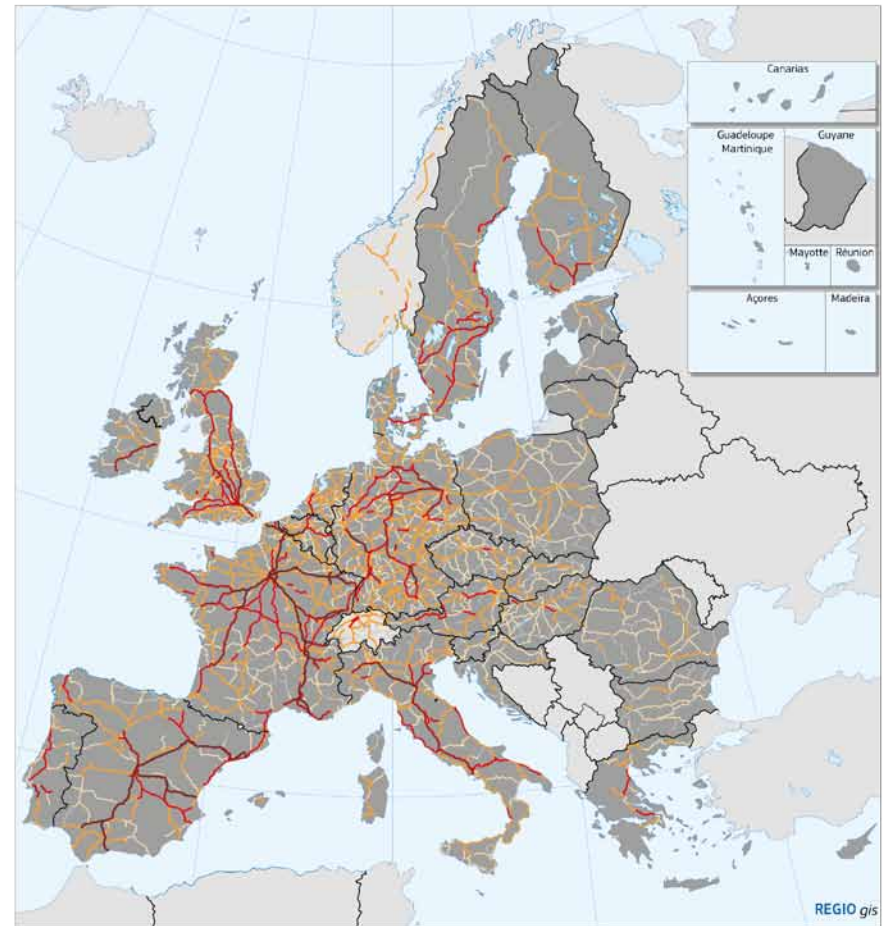 Canarias
Guadeloupe
Martinique
Guyane
Mayotte
Réunion
Açores
Madeira
REGIO gis